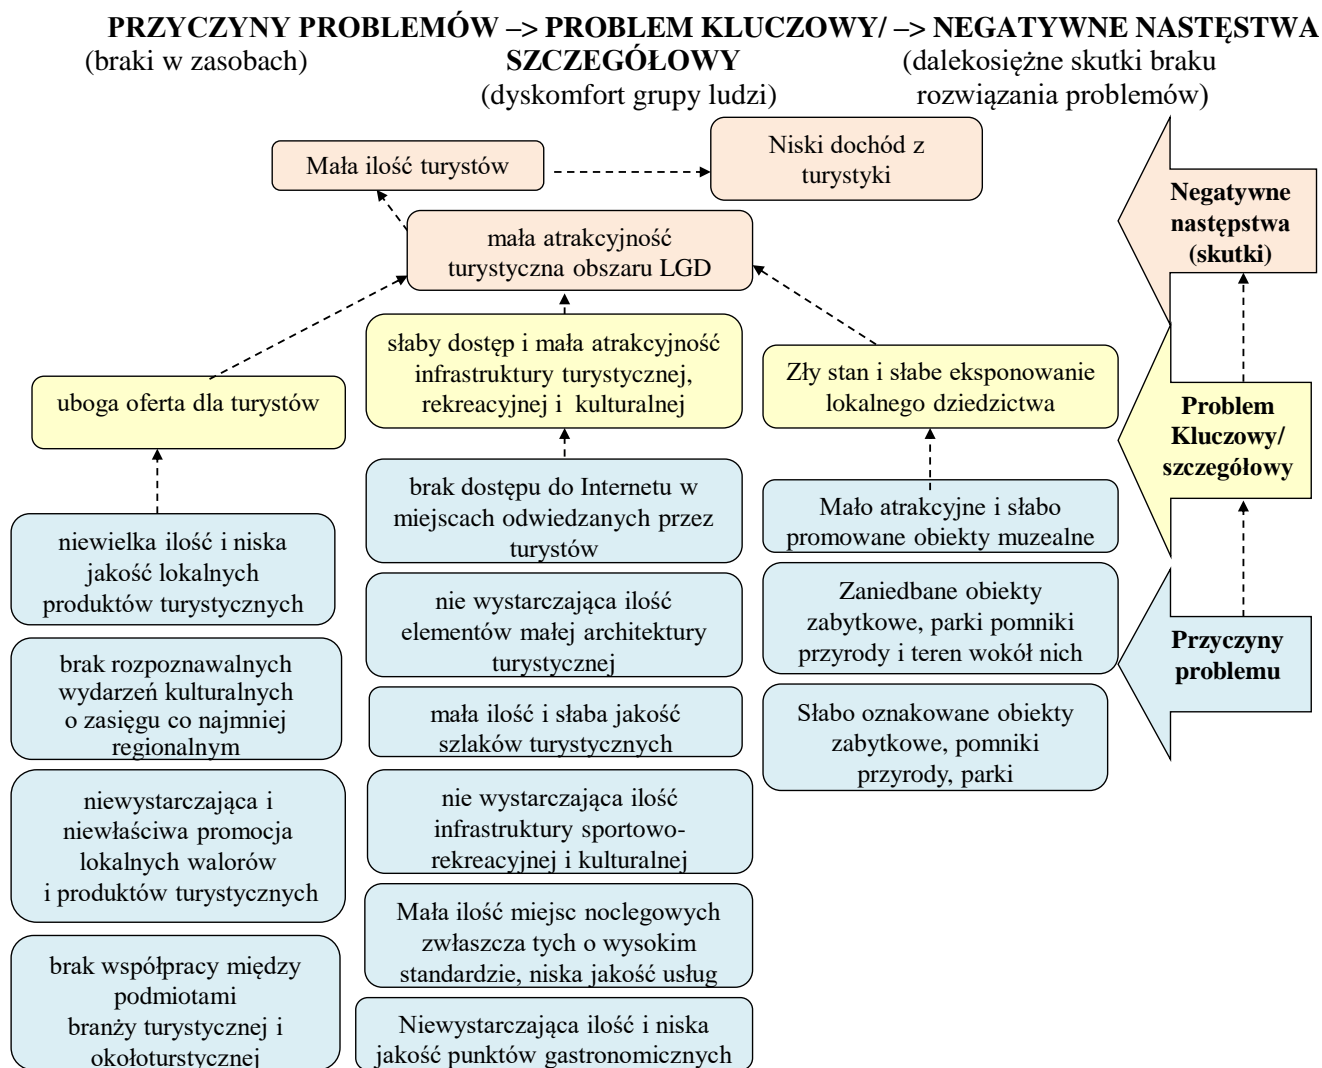 PRZYCZYNY PROBLEMÓW –> PROBLEM KLUCZOWY/ –> NEGATYWNE NASTĘSTWA
(braki w zasobach)
SZCZEGÓŁOWY
(dalekosiężne skutki braku
(dyskomfort grupy ludzi)
rozwiązania problemów)
Mała ilość turystów
Niski dochód z
turystyki
mała atrakcyjność
turystyczna obszaru LGD
Negatywne
następstwa
(skutki)
uboga oferta dla turystów
słaby dostęp i mała atrakcyjność
infrastruktury turystycznej,
rekreacyjnej i kulturalnej
Zły stan i słabe eksponowanie
lokalnego dziedzictwa
Problem
Kluczowy/
szczegółowy
niewielka ilość i niska
jakość lokalnych
produktów turystycznych
brak rozpoznawalnych
wydarzeń kulturalnych
o zasięgu co najmniej
regionalnym
niewystarczająca i
niewłaściwa promocja
lokalnych walorów
i produktów turystycznych
brak współpracy między
podmiotami
branży turystycznej i
okołoturstycznej
brak dostępu do Internetu w
miejscach odwiedzanych przez
turystów
nie wystarczająca ilość
elementów małej architektury
turystycznej
mała ilość i słaba jakość
szlaków turystycznych
nie wystarczająca ilość
infrastruktury sportowo-
rekreacyjnej i kulturalnej
Mała ilość miejsc noclegowych
zwłaszcza tych o wysokim
standardzie, niska jakość usług
Niewystarczająca ilość i niska
jakość punktów gastronomicznych
Mało atrakcyjne i słabo
promowane obiekty muzealne
Zaniedbane obiekty
zabytkowe, parki pomniki
przyrody i teren wokół nich
Słabo oznakowane obiekty
zabytkowe, pomniki
przyrody, parki
Przyczyny
problemu